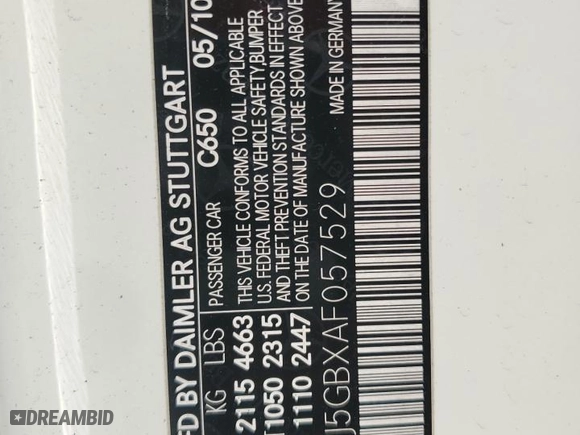 FD BY DAIMLER AG STUTTGART
KG LBS PASSENGER CAR C650 05/10
2115 4663 THIS VEHICLE CONFORMS TO ALL APPLICABLE
U.S. FEDERAL MOTOR VEHICLE SAFETY, BUMPER
1050 2315 AND THEFT PREVENTION STANDARDS IN EFFECT
1110 2447 ON THE DATE OF MANUFACTURE SHOWN ABOVE
MADE IN GERMANY
J5GBXAF057529
DREAMBID